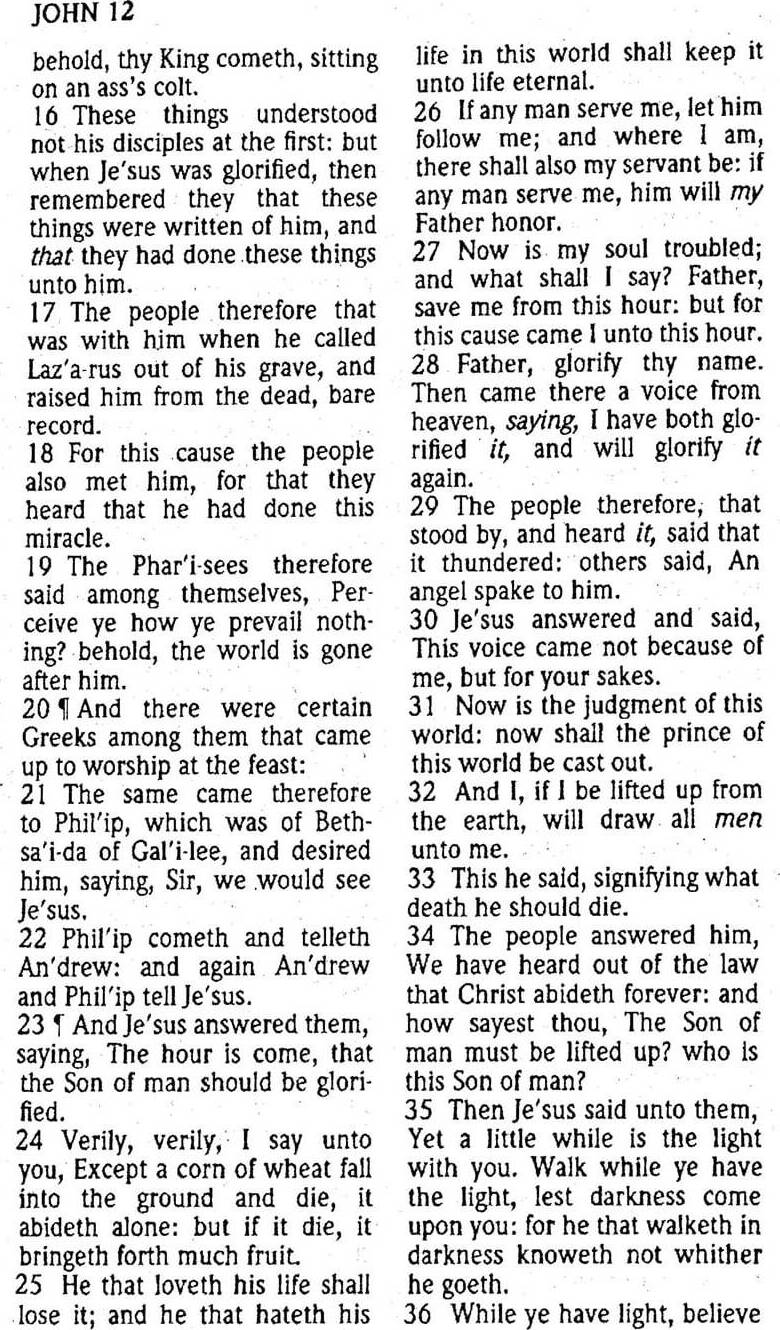 JOHN 12
behold, thy King cometh, sitting
on an ass's colt.
16 These things understood
not his disciples at the first: but
when Je′sus was glorified, then
remembered they that these
things were written of him, and
that they had done these things
unto him.
17 The people therefore that
was with him when he called
Laz′a-rus out of his grave, and
raised him from the dead, bare
record.
18 For this cause the people
also met him, for that they
heard that he had done this
miracle.
19 The Phar′i-sees therefore
said among themselves, Per-
ceive ye how ye prevail noth-
ing? behold, the world is gone
after him.
20 ¶ And there were certain
Greeks among them that came
up to worship at the feast:
21 The same came therefore
to Phil′ip, which was of Beth-
sa′i-da of Gal′i-lee, and desired
him, saying, Sir, we would see
Je′sus.
22 Phil′ip cometh and telleth
An′drew: and again An′drew
and Phil′ip tell Je′sus.
23 ¶ And Je′sus answered them,
saying, The hour is come, that
the Son of man should be glori-
fied.
24 Verily, verily, I say unto
you, Except a corn of wheat fall
into the ground and die, it
abideth alone: but if it die, it
bringeth forth much fruit.
25 He that loveth his life shall
lose it; and he that hateth his
life in this world shall keep it
unto life eternal.
26 If any man serve me, let him
follow me; and where I am,
there shall also my servant be: if
any man serve me, him will my
Father honor.
27 Now is my soul troubled;
and what shall I say? Father,
save me from this hour: but for
this cause came I unto this hour.
28 Father, glorify thy name.
Then came there a voice from
heaven, saying, I have both glo-
rified it, and will glorify it
again.
29 The people therefore, that
stood by, and heard it, said that
it thundered: others said, An
angel spake to him.
30 Je′sus answered and said,
This voice came not because of
me, but for your sakes.
31 Now is the judgment of this
world: now shall the prince of
this world be cast out.
32 And I, if I be lifted up from
the earth, will draw all men
unto me.
33 This he said, signifying what
death he should die.
34 The people answered him,
We have heard out of the law
that Christ abideth forever: and
how sayest thou, The Son of
man must be lifted up? who is
this Son of man?
35 Then Je′sus said unto them,
Yet a little while is the light
with you. Walk while ye have
the light, lest darkness come
upon you: for he that walketh in
darkness knoweth not whither
he goeth.
36 While ye have light, believe